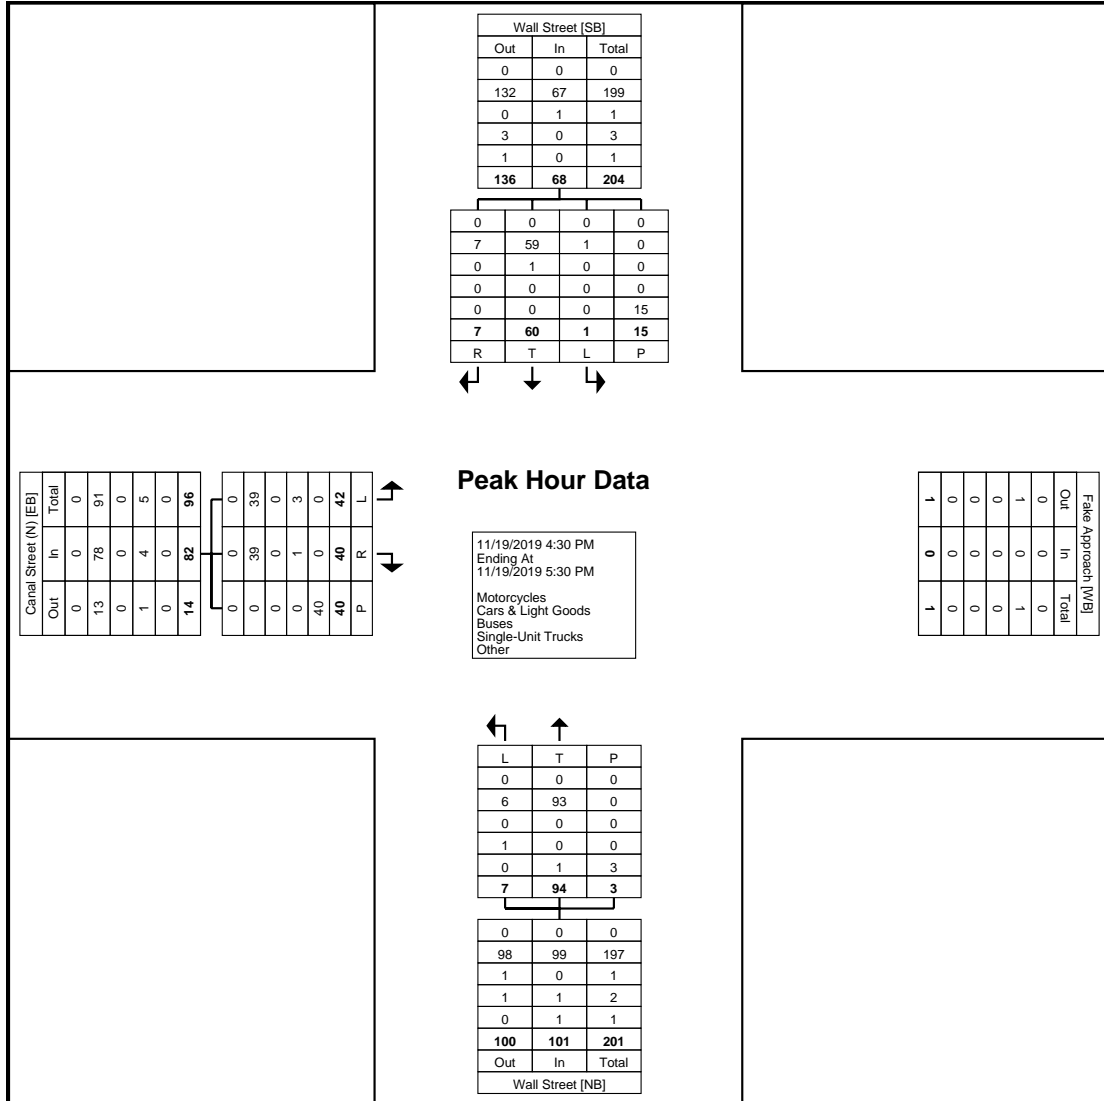 Wall Street [SB]
Out In Total
0 0 0
132 67 199
0 1 1
3 0 3
1 0 1
136 68 204
0 0 0 0
7 59 1 0
0 1 0 0
0 0 0 0
0 0 0 15
7 60 1 15
R T L P
Canal Street (N) [EB]
Total 0 91 0 5 0 96
In 0 78 0 4 0 82
Out 0 13 0 1 0 14
0 39 0 3 0 42 L
0 39 0 1 0 40 R
0 0 0 0 40 40 P
Peak Hour Data
11/19/2019 4:30 PM
Ending At
11/19/2019 5:30 PM
Motorcycles
Cars & Light Goods
Buses
Single-Unit Trucks
Other
Fake Approach [WB]
Out In Total
0 0 0
1 0 1
0 0 0
0 0 0
0 0 0
1 0 1
L T P
0 0 0
6 93 0
0 0 0
1 0 0
0 1 3
7 94 3
0 0 0
98 99 197
1 0 1
1 1 2
0 1 1
100 101 201
Out In Total
Wall Street [NB]